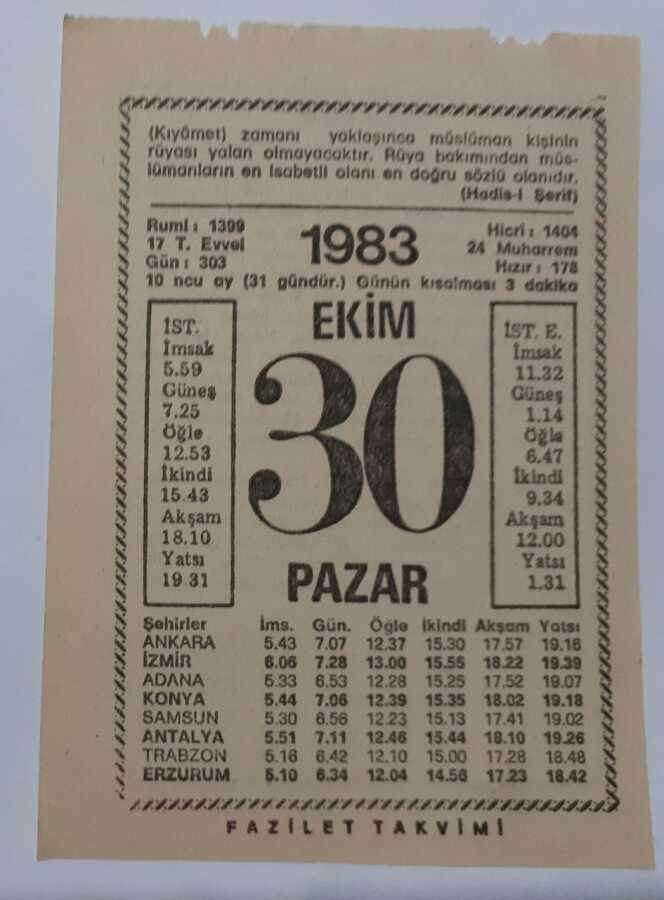 (Kıyâmet) zamanı yaklaşınca müslüman kişinin
rüyası yalan olmayacaktır. Rüya bakımından müs-
lümanların en isabetli olanı en doğru sözlü olanıdır.
(Hadis-i Şerif)
Rumî : 1399
17 T. Evvel
Gün : 303
1983
Hicrî : 1404
24 Muharrem
Hızır : 178
10 ncu ay (31 gündür.) Günün kısalması 3 dakika
İST.
İmsak
5.59
Güneş
7.25
Öğle
12.53
İkindi
15.43
Akşam
18.10
Yatsı
19.31
EKİM
30
PAZAR
İST. E.
İmsak
11.32
Güneş
1.14
Öğle
6.47
İkindi
9.34
Akşam
12.00
Yatsı
1.31
Şehirler İms. Gün. Öğle İkindi Akşam Yatsı
ANKARA 5.43 7.07 12.37 15.30 17.57 19.16
İZMİR 6.06 7.28 13.00 15.55 18.22 19.39
ADANA 5.33 6.53 12.28 15.25 17.52 19.07
KONYA 5.44 7.06 12.39 15.35 18.02 19.18
SAMSUN 5.30 6.56 12.23 15.13 17.41 19.02
ANTALYA 5.51 7.11 12.46 15.44 18.10 19.26
TRABZON 5.16 6.42 12.10 15.00 17.28 18.48
ERZURUM 5.10 6.34 12.04 14.56 17.23 18.42
FAZİLET TAKVİMİ